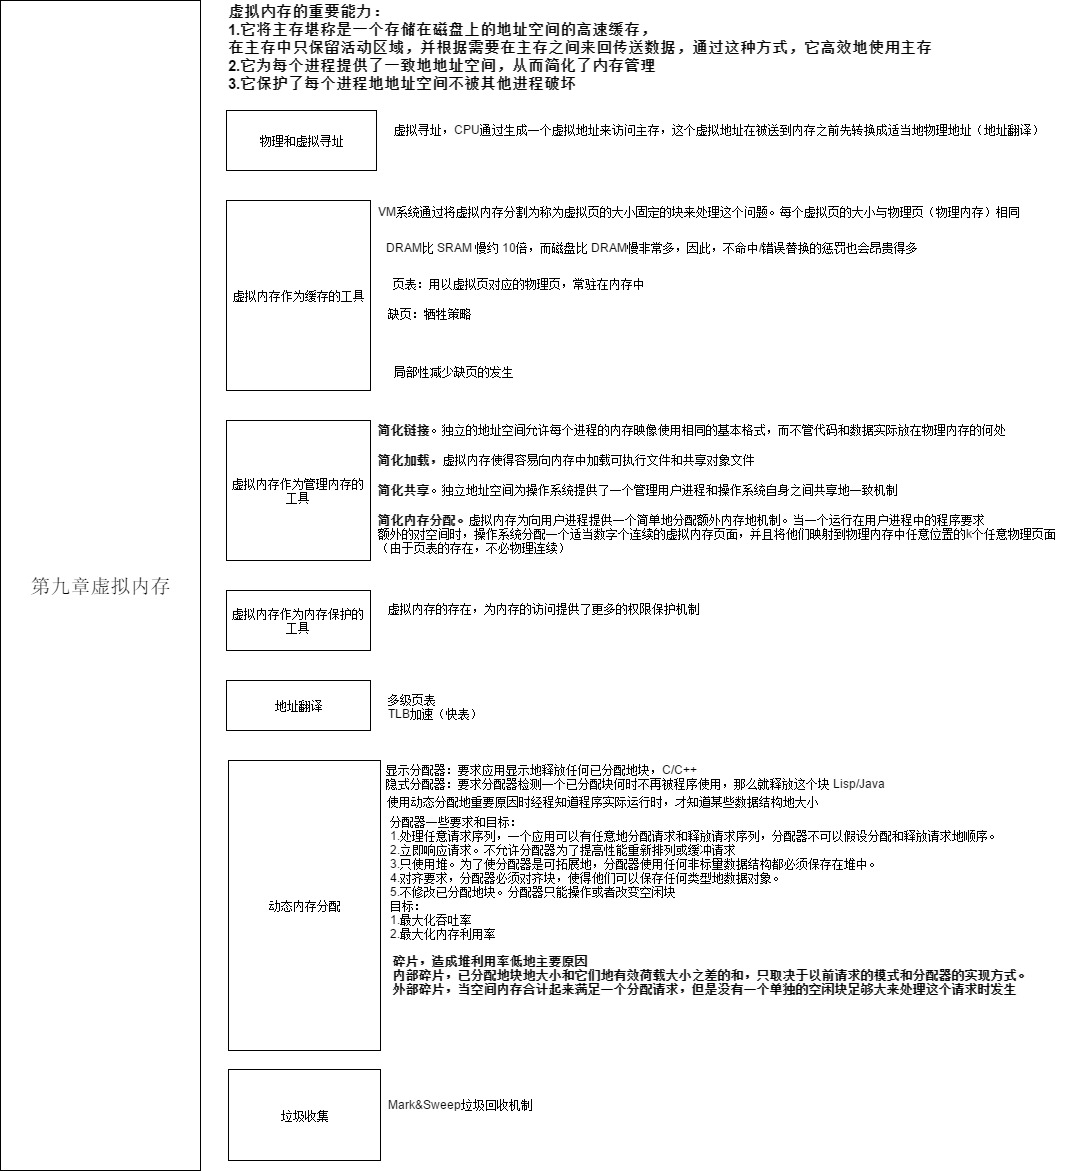 虚拟内存的重要能力：
1.它将主存堪称是一个存储在磁盘上的地址空间的高速缓存，
在主存中只保留活动区域，并根据需要在主存之间来回传送数据，通过这种方式，它高效地使用主存
2.它为每个进程提供了一致地地址空间，从而简化了内存管理
3.它保护了每个进程地地址空间不被其他进程破坏
物理和虚拟寻址
虚拟寻址，CPU通过生成一个虚拟地址来访问主存，这个虚拟地址在被送到内存之前先转换成适当地物理地址（地址翻译）
虚拟内存作为缓存的工具
VM系统通过将虚拟内存分割为称为虚拟页的大小固定的块来处理这个问题。每个虚拟页的大小与物理页（物理内存）相同
DRAM比 SRAM 慢约 10倍，而磁盘比 DRAM慢非常多，因此，不命中/错误替换的惩罚也会昂贵得多
页表：用以虚拟页对应的物理页，常驻在内存中
缺页：牺牲策略
局部性减少缺页的发生
虚拟内存作为管理内存的
工具
简化链接。独立的地址空间允许每个进程的内存映像使用相同的基本格式，而不管代码和数据实际放在物理内存的何处
简化加载，虚拟内存使得容易向内存中加载可执行文件和共享对象文件
简化共享。独立地址空间为操作系统提供了一个管理用户进程和操作系统自身之间共享地一致机制
简化内存分配。虚拟内存为向用户进程提供一个简单地分配额外内存地机制。当一个运行在用户进程中的程序要求
额外的对空间时，操作系统分配一个适当数字个连续的虚拟内存页面，并且将他们映射到物理内存中任意位置的k个任意物理页面
（由于页表的存在，不必物理连续）
第九章虚拟内存
虚拟内存作为内存保护的
工具
虚拟内存的存在，为内存的访问提供了更多的权限保护机制
地址翻译
多级页表
TLB加速（快表）
动态内存分配
显示分配器：要求应用显示地释放任何已分配地块，C/C++
隐式分配器：要求分配器检测一个已分配块何时不再被程序使用，那么就释放这个块 Lisp/Java
使用动态分配地重要原因时经程知道程序实际运行时，才知道某些数据结构地大小
分配器一些要求和目标：
1.处理任意请求序列，一个应用可以有任意地分配请求和释放请求序列，分配器不可以假设分配和释放请求地顺序。
2.立即响应请求。不允许分配器为了提高性能重新排列或缓冲请求
3.只使用堆。为了使分配器是可拓展地，分配器使用任何非标量数据结构都必须保存在堆中。
4.对齐要求，分配器必须对齐块，使得他们可以保存任何类型地数据对象。
5.不修改已分配地块。分配器只能操作或者改变空闲块
目标：
1.最大化吞吐率
2.最大化内存利用率
碎片，造成堆利用率低地主要原因
内部碎片，已分配地块地大小和它们地有效荷载大小之差的和，只取决于以前请求的模式和分配器的实现方式。
外部碎片，当空间内存合计起来满足一个分配请求，但是没有一个单独的空闲块足够大来处理这个请求时发生
垃圾收集
Mark&Sweep垃圾回收机制